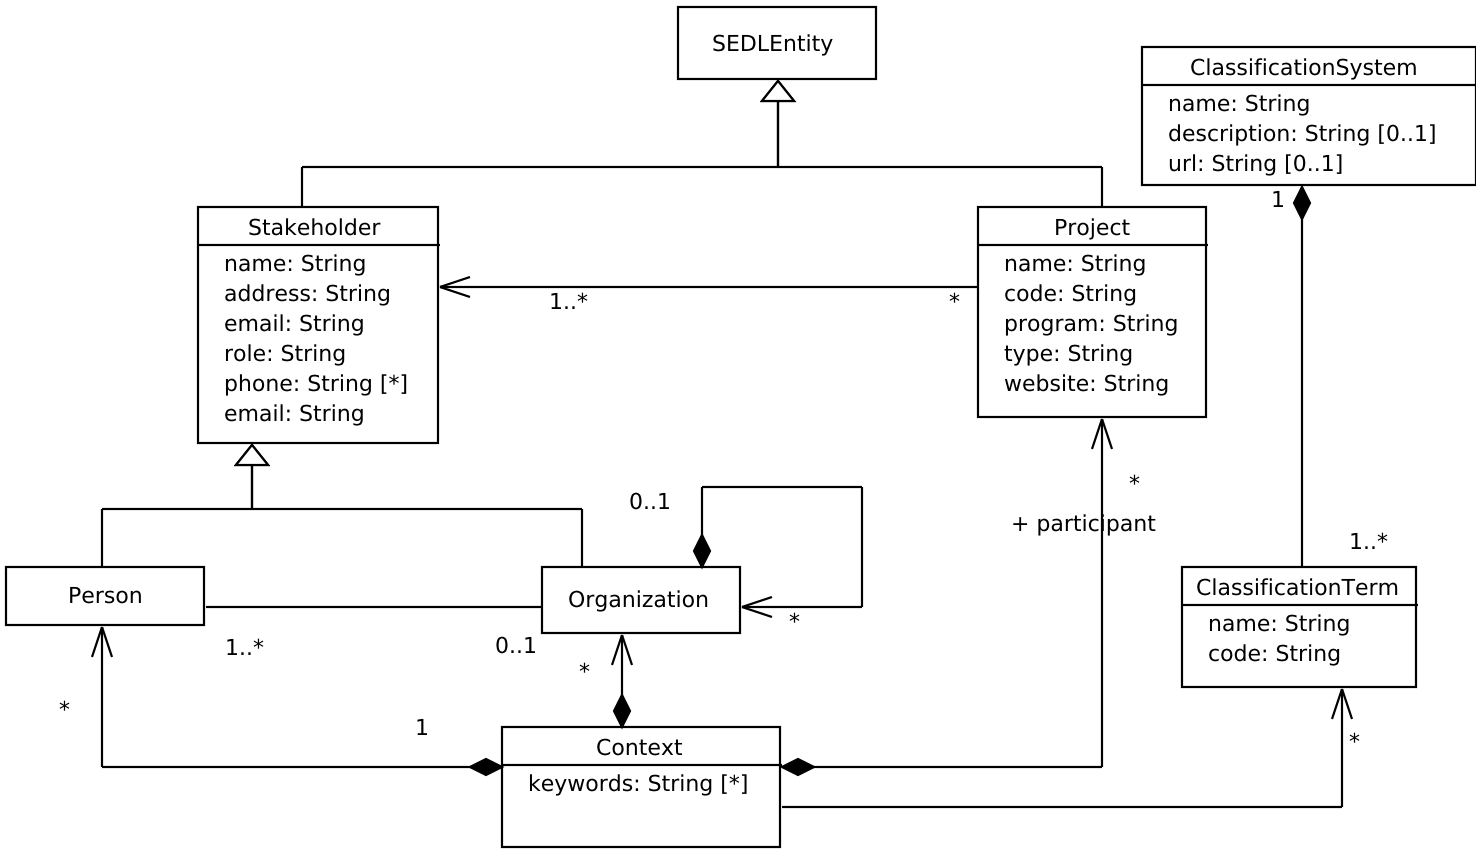 SEDLEntity
ClassificationSystem
name: String
description: String [0..1]
url: String [0..1]
1
Stakeholder
name: String
address: String
email: String
role: String
phone: String [*]
email: String
1..*
*
Project
name: String
code: String
program: String
type: String
website: String
*
+ participant
0..1
1..*
Person
Organization
*
1..*
0..1
*
ClassificationTerm
name: String
code: String
*
1
*
Context
keywords: String [*]